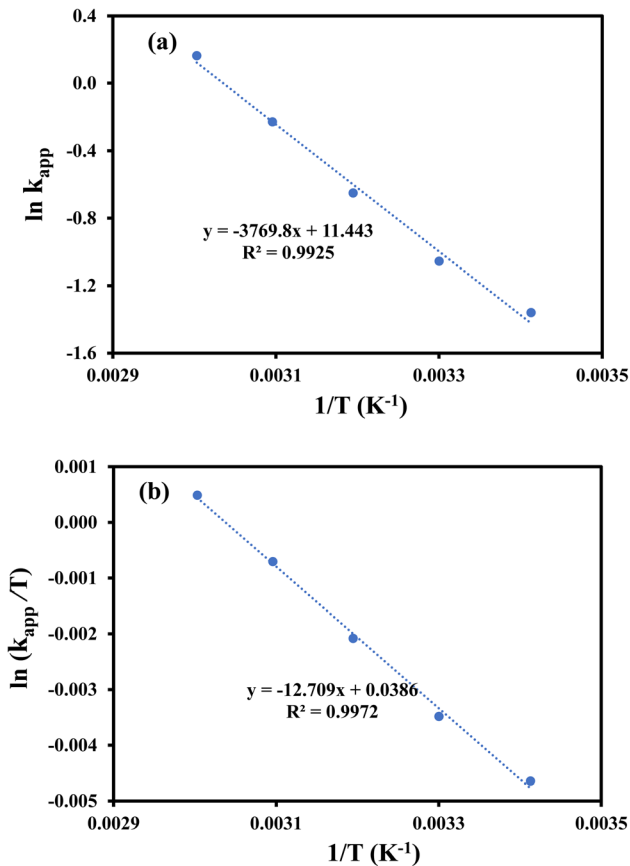 (a)
0.4
0.0
-0.4
-0.8
-1.2
-1.6
ln k_app
y = -3769.8x + 11.443
R² = 0.9925
0.0029 0.0031 0.0033 0.0035
1/T (K⁻¹)
(b)
0.001
0.000
-0.001
-0.002
-0.003
-0.004
-0.005
ln (k_app /T)
y = -12.709x + 0.0386
R² = 0.9972
0.0029 0.0031 0.0033 0.0035
1/T (K⁻¹)